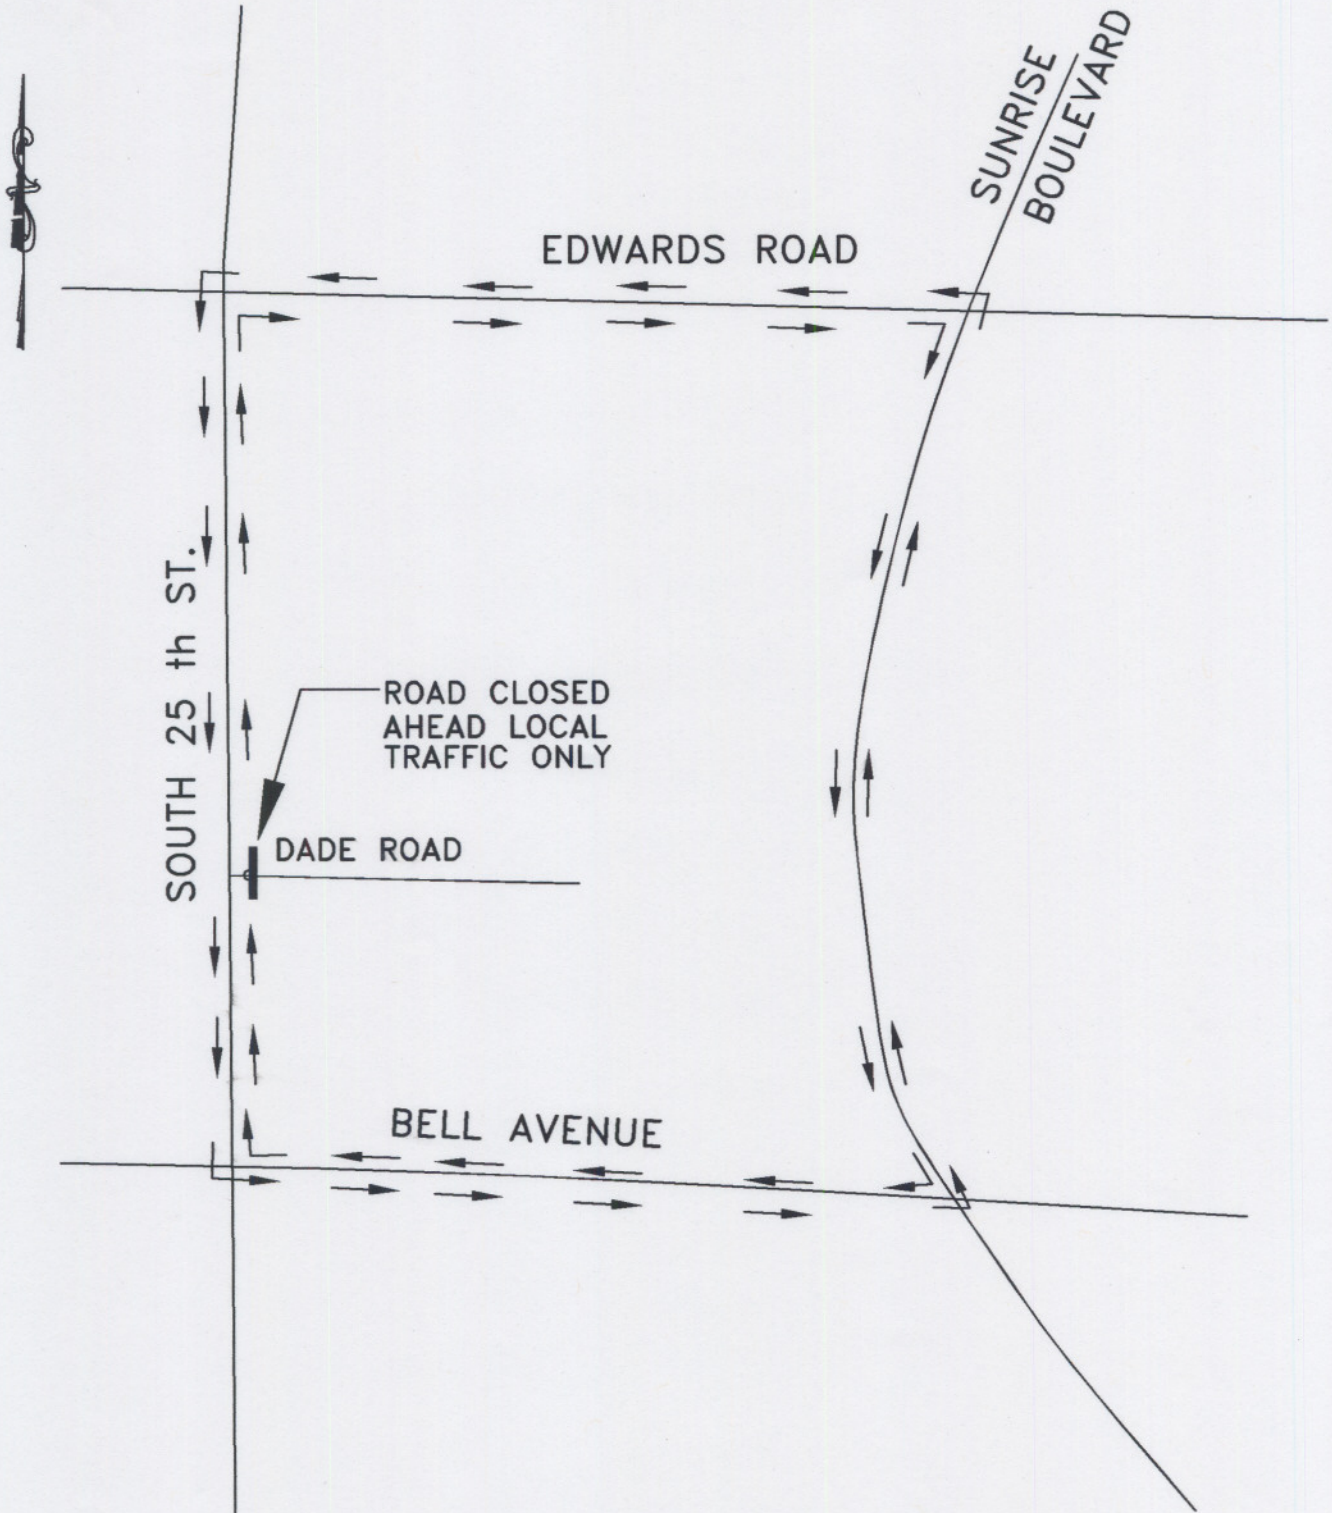 SUNRISE
BOULEVARD
EDWARDS ROAD
SOUTH 25 th ST.
ROAD CLOSED
AHEAD LOCAL
TRAFFIC ONLY
DADE ROAD
BELL AVENUE